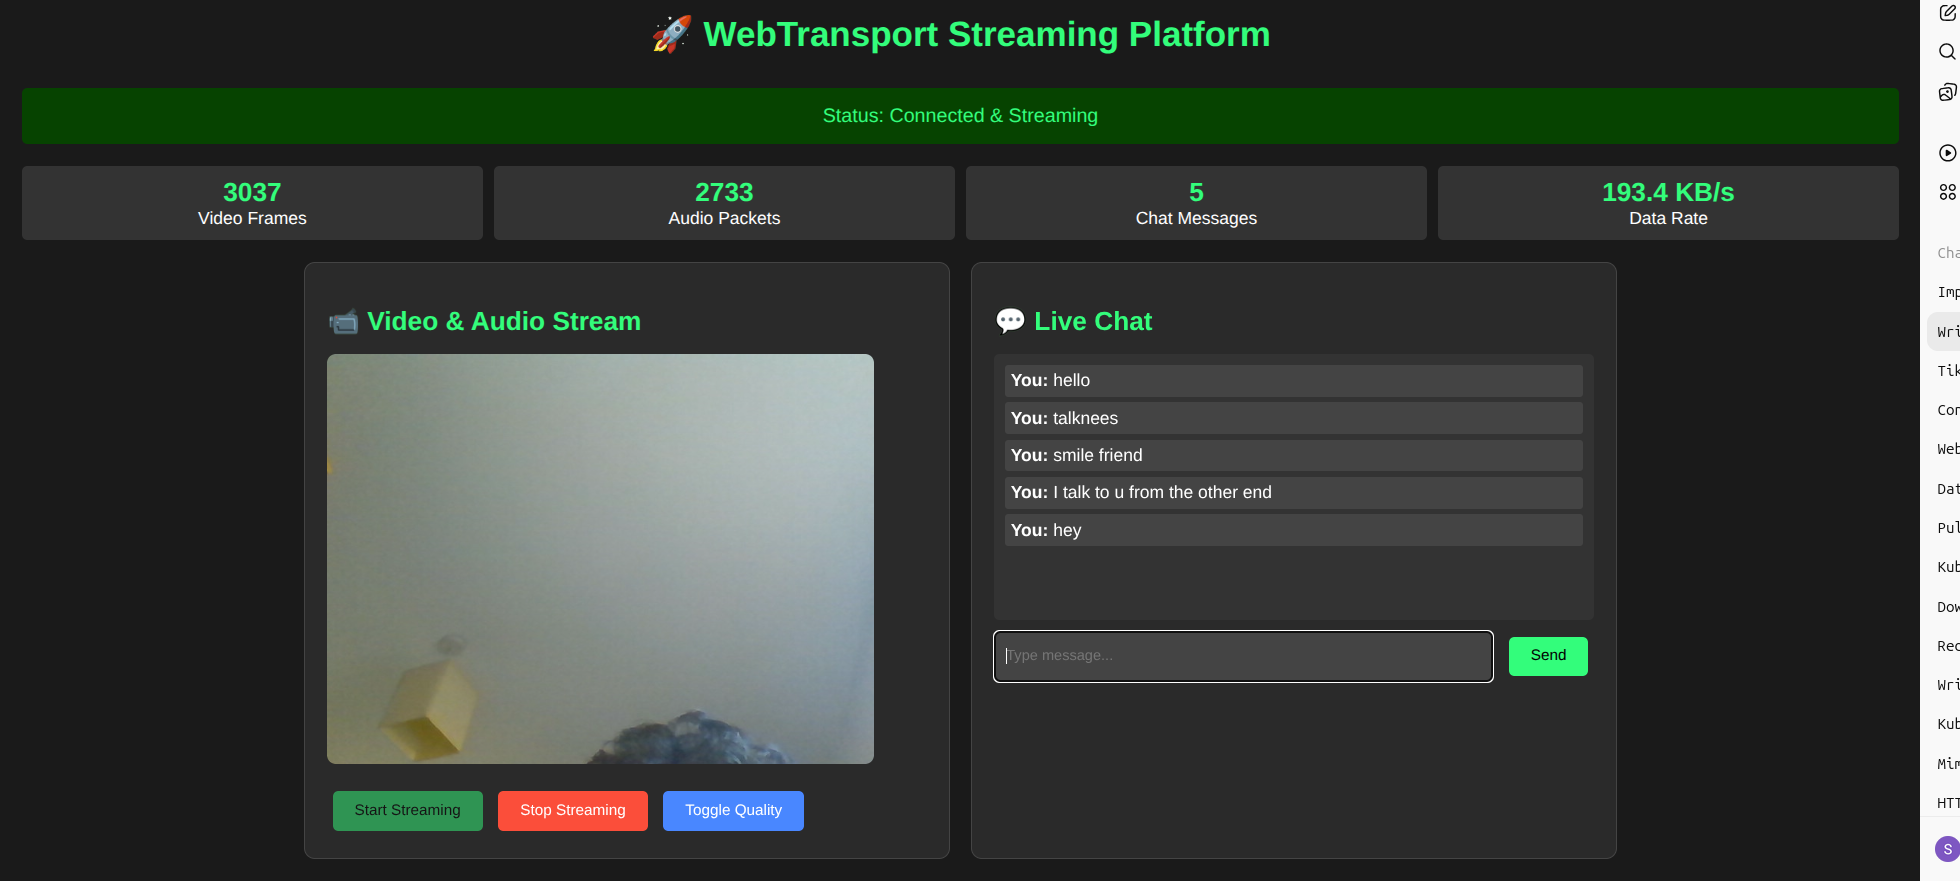 🚀 WebTransport Streaming Platform
Status: Connected & Streaming
3037
Video Frames
2733
Audio Packets
5
Chat Messages
193.4 KB/s
Data Rate
📹 Video & Audio Stream
Start Streaming
Stop Streaming
Toggle Quality
💬 Live Chat
You: hello
You: talknees
You: smile friend
You: I talk to u from the other end
You: hey
Type message...
Send
Cha
Imp
Wri
Tik
Con
Web
Dat
Pul
Kub
Dow
Rec
Wri
Kub
Mim
HTT
S